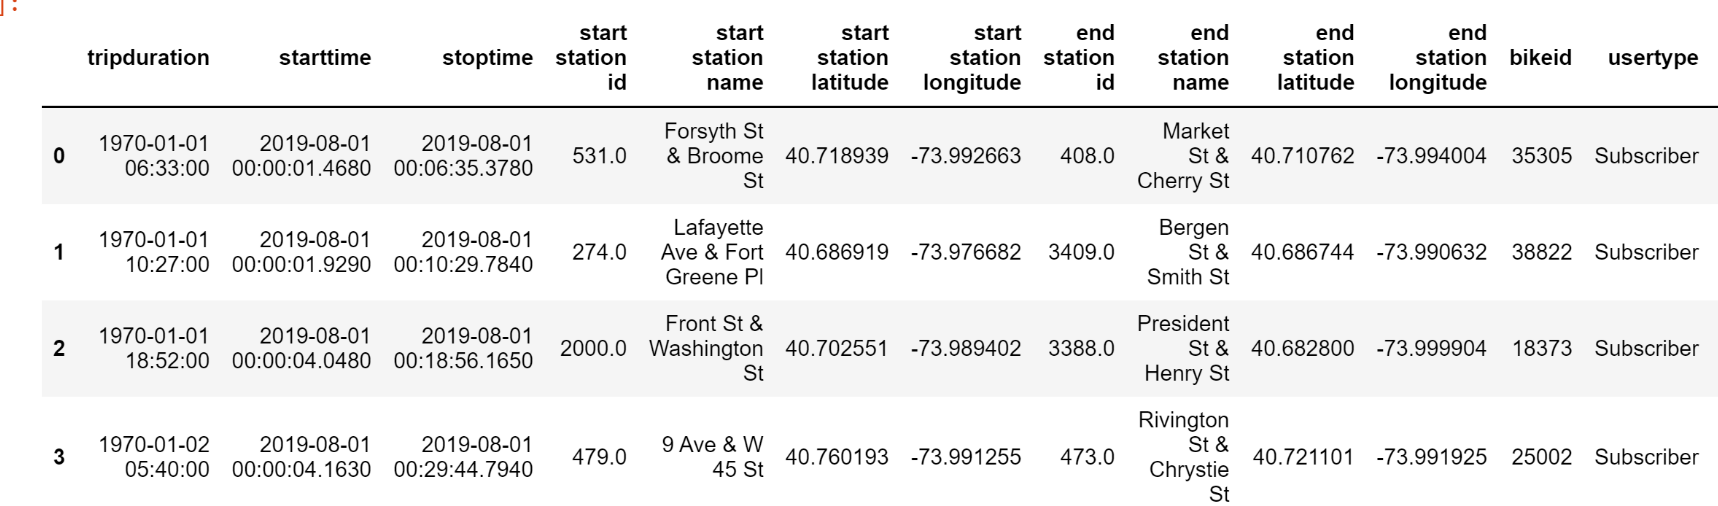 ]:
tripduration starttime stoptime start station id start station name start station latitude start station longitude end station id end station name end station latitude end station longitude bikeid usertype
0 1970-01-01 06:33:00 2019-08-01 00:00:01.4680 2019-08-01 00:06:35.3780 531.0 Forsyth St & Broome St 40.718939 -73.992663 408.0 Market St & Cherry St 40.710762 -73.994004 35305 Subscriber
1 1970-01-01 10:27:00 2019-08-01 00:00:01.9290 2019-08-01 00:10:29.7840 274.0 Lafayette Ave & Fort Greene Pl 40.686919 -73.976682 3409.0 Bergen St & Smith St 40.686744 -73.990632 38822 Subscriber
2 1970-01-01 18:52:00 2019-08-01 00:00:04.0480 2019-08-01 00:18:56.1650 2000.0 Front St & Washington St 40.702551 -73.989402 3388.0 President St & Henry St 40.682800 -73.999904 18373 Subscriber
3 1970-01-02 05:40:00 2019-08-01 00:00:04.1630 2019-08-01 00:29:44.7940 479.0 9 Ave & W 45 St 40.760193 -73.991255 473.0 Rivington St & Chrystie St 40.721101 -73.991925 25002 Subscriber